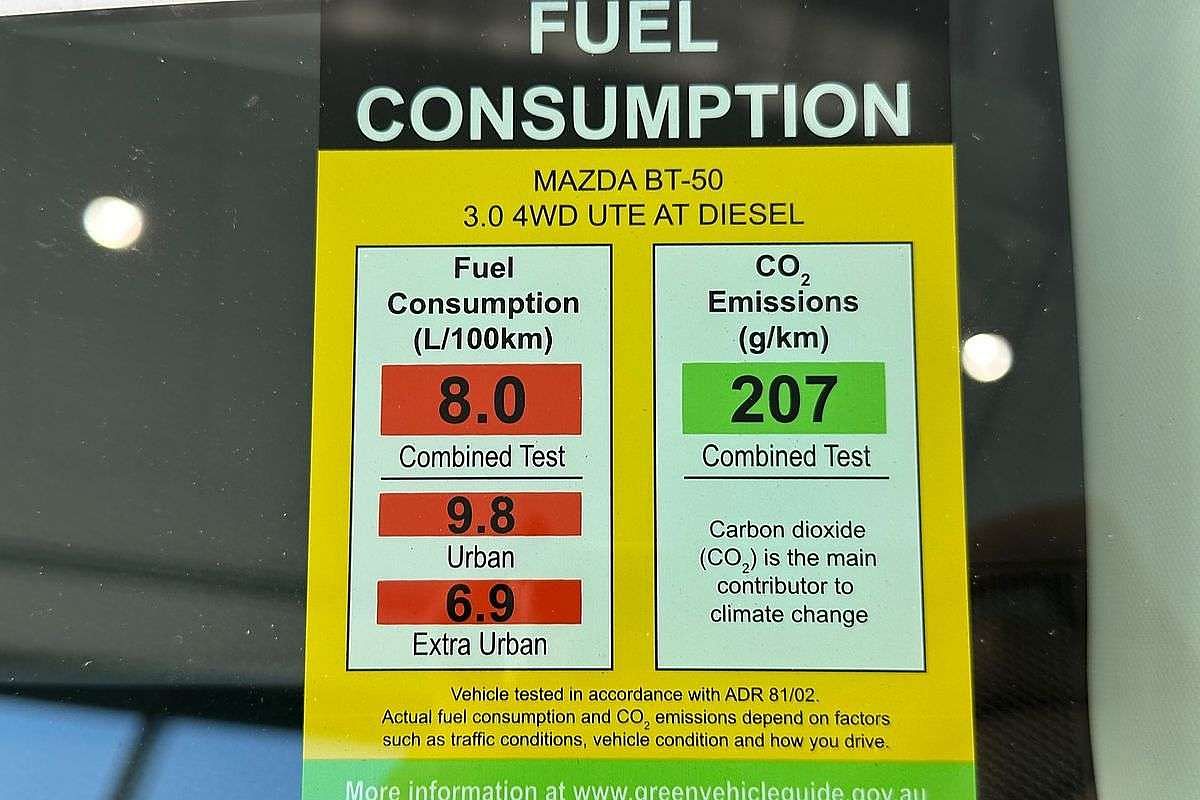 FUEL
CONSUMPTION
MAZDA BT-50
3.0 4WD UTE AT DIESEL
Fuel
Consumption
(L/100km)
8.0
Combined Test
9.8
Urban
6.9
Extra Urban
CO₂
Emissions
(g/km)
207
Combined Test
Carbon dioxide
(CO₂) is the main
contributor to
climate change
Vehicle tested in accordance with ADR 81/02.
Actual fuel consumption and CO₂ emissions depend on factors
such as traffic conditions, vehicle condition and how you drive.
More information at www.greenvehicleguide.gov.au